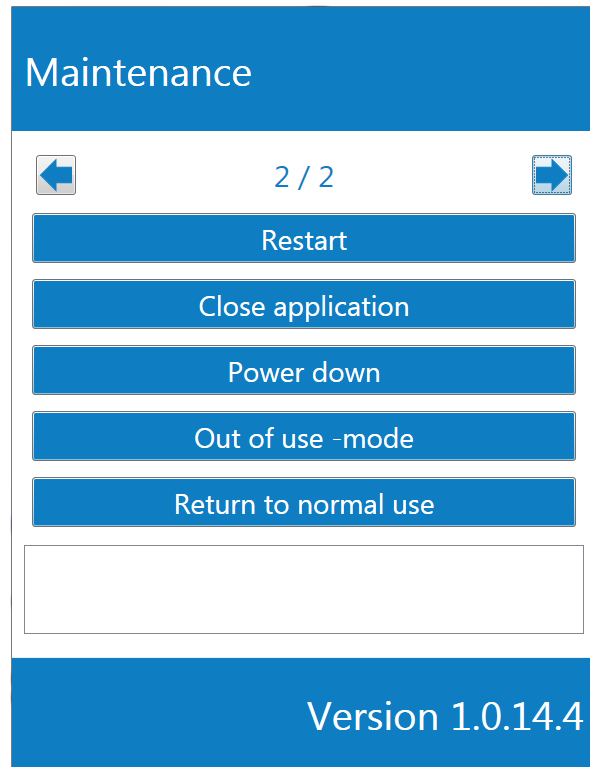 Maintenance
2 / 2
Restart
Close application
Power down
Out of use -mode
Return to normal use
Version 1.0.14.4